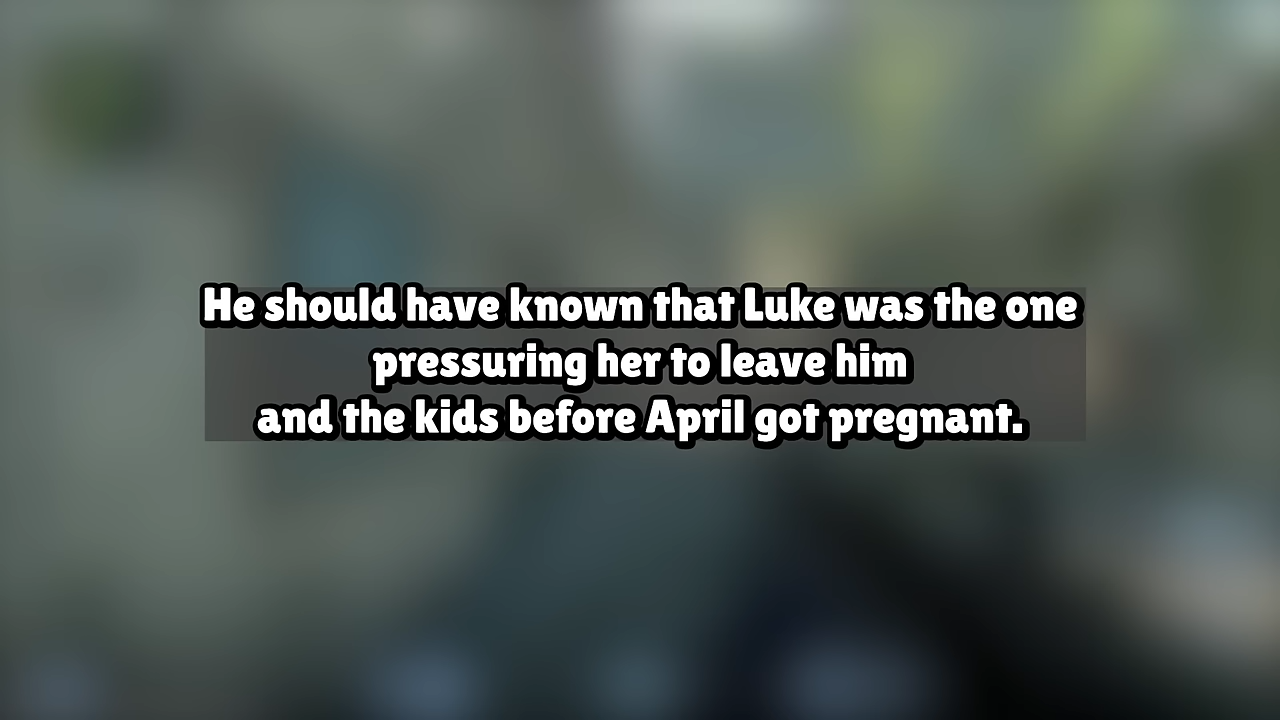 He should have known that Luke was the one
pressuring her to leave him
and the kids before April got pregnant.